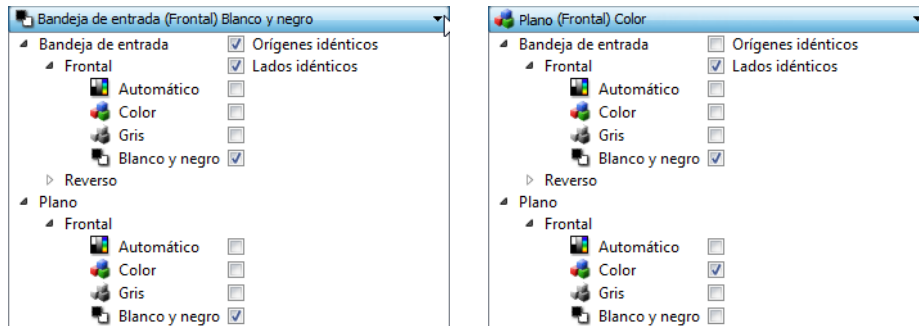 Bandeja de entrada (Frontal) Blanco y negro
Bandeja de entrada Orígenes idénticos
Frontal Lados idénticos
Automático
Color
Gris
Blanco y negro
Reverso
Plano
Frontal
Automático
Color
Gris
Blanco y negro
Plano (Frontal) Color
Bandeja de entrada Orígenes idénticos
Frontal Lados idénticos
Automático
Color
Gris
Blanco y negro
Reverso
Plano
Frontal
Automático
Color
Gris
Blanco y negro